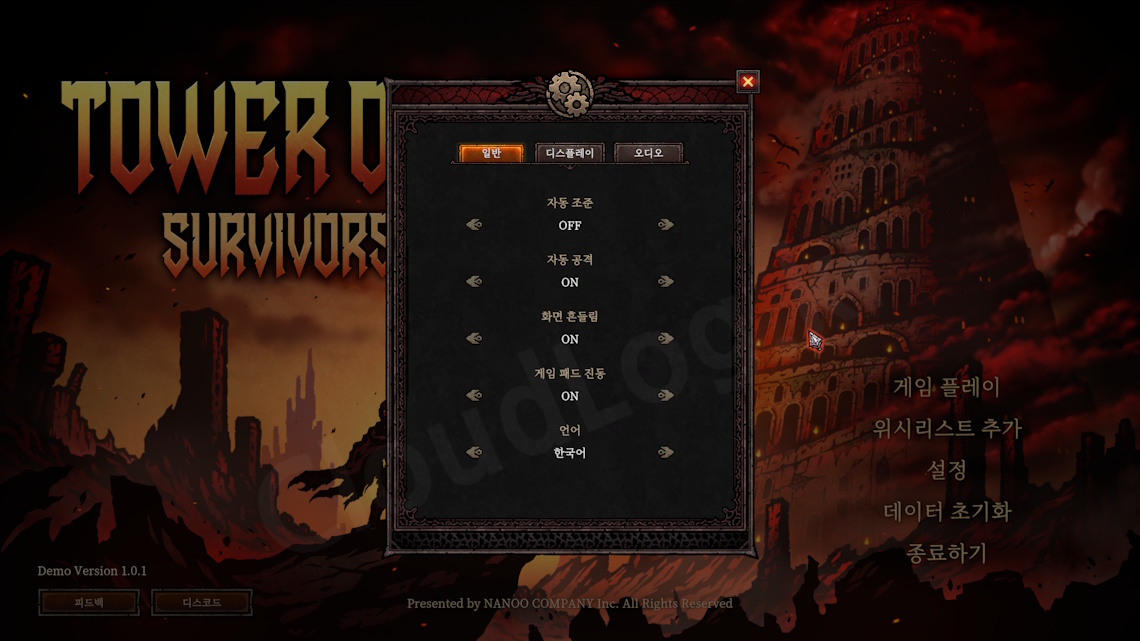 TOWER O
SURVIVORS
일반
디스플레이
오디오
자동 조준
OFF
자동 공격
ON
화면 흔들림
ON
게임 패드 진동
ON
언어
한국어
게임 플레이
위시리스트 추가
설정
데이터 초기화
종료하기
Demo Version 1.0.1
피드백
디스코드
Presented by NANOO COMPANY Inc. All Rights Reserved
CloudLog